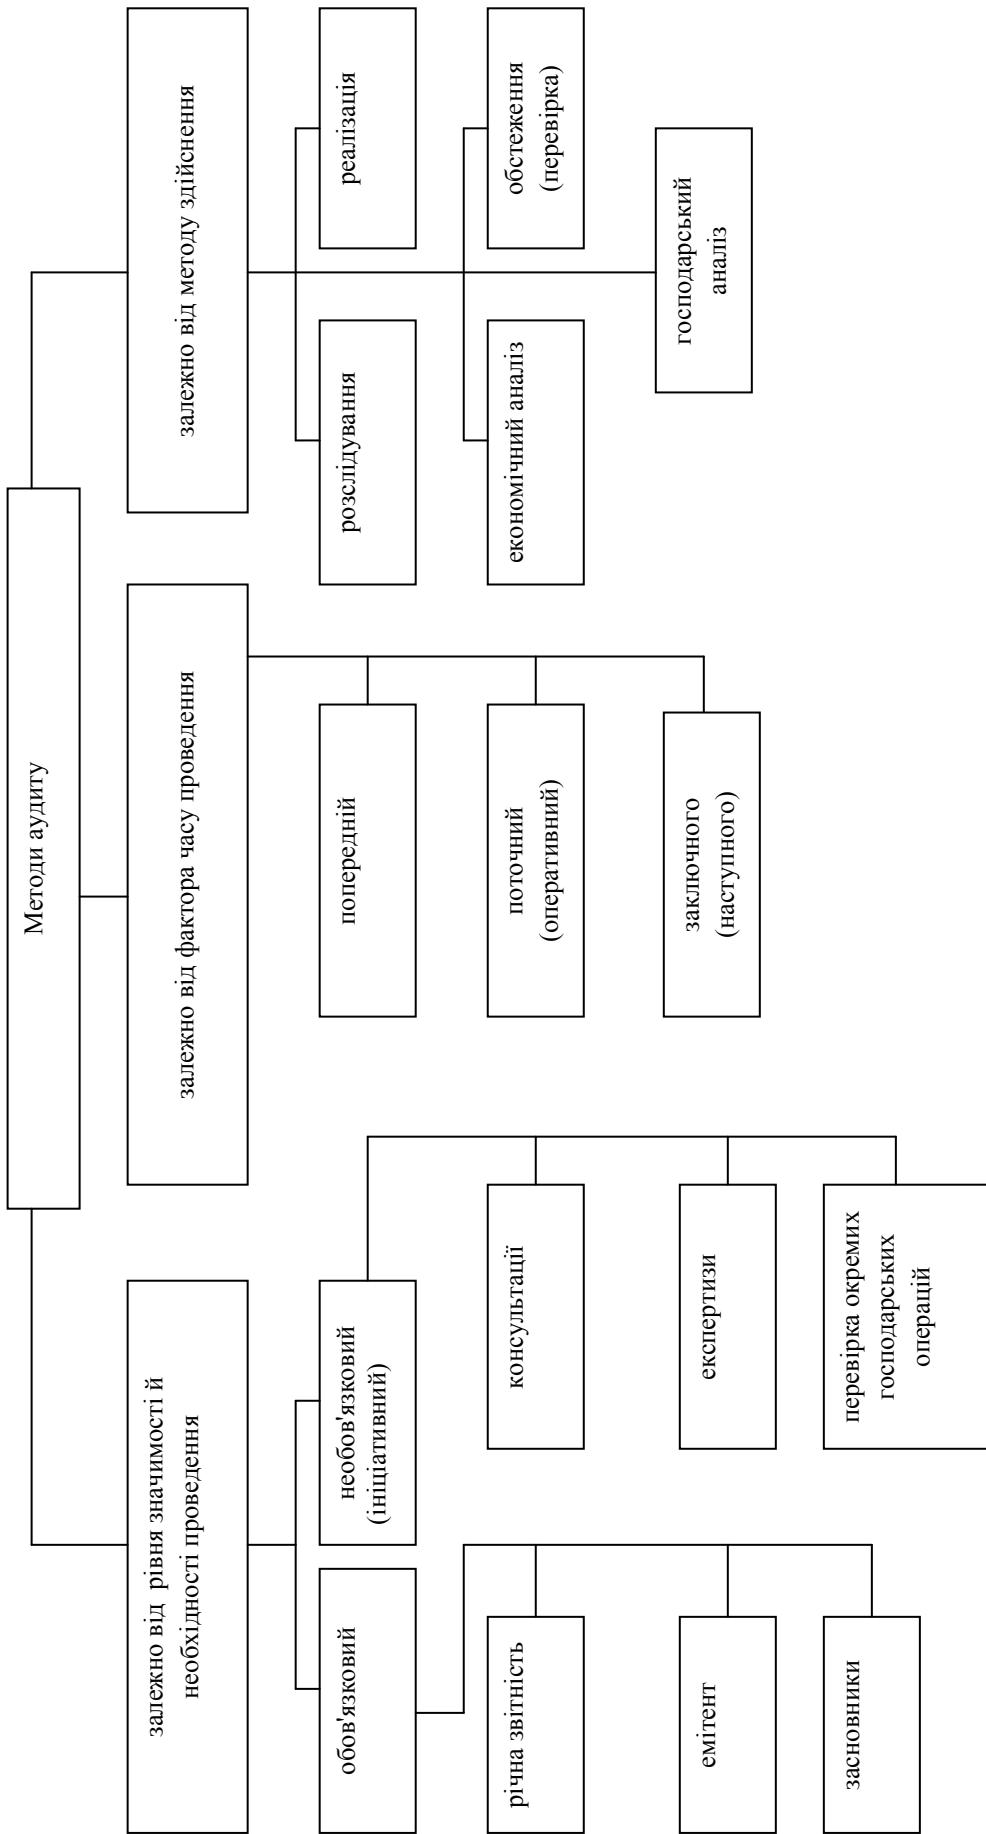 Методи аудиту
залежно від рівня значимості й
необхідності проведення
залежно від фактора часу проведення
залежно від методу здійснення
обов'язковий
необов'язковий
(ініціативний)
попередній
розслідування
реалізація
річна звітність
консультації
поточний
(оперативний)
економічний аналіз
обстеження
(перевірка)
емітент
експертизи
заключного
(наступного)
господарський
аналіз
засновники
перевірка окремих
господарських
операцій